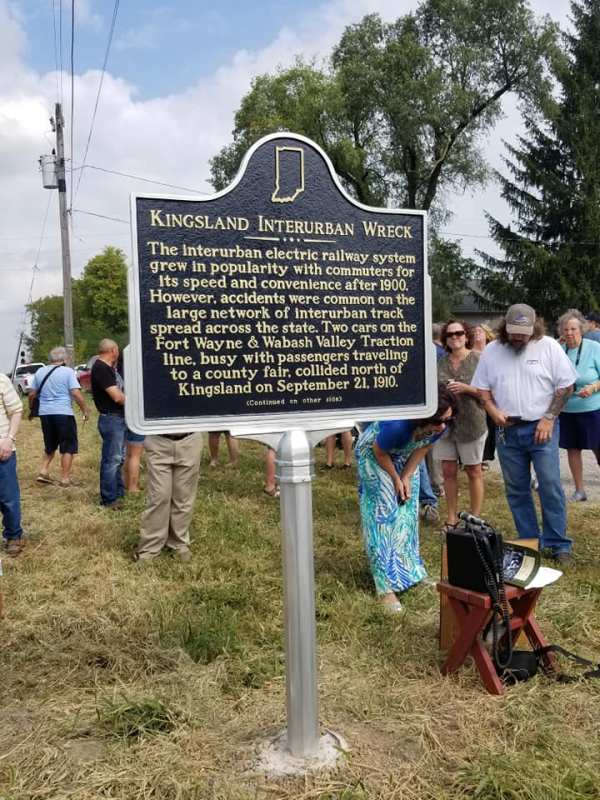 KINGSLAND INTERURBAN WRECK
The interurban electric railway system
grew in popularity with commuters for
its speed and convenience after 1900.
However, accidents were common on the
large network of interurban track
spread across the state. Two cars on the
Fort Wayne & Wabash Valley Traction
line, busy with passengers traveling
to a county fair, collided north of
Kingsland on September 21, 1910.
(Continued on other side)